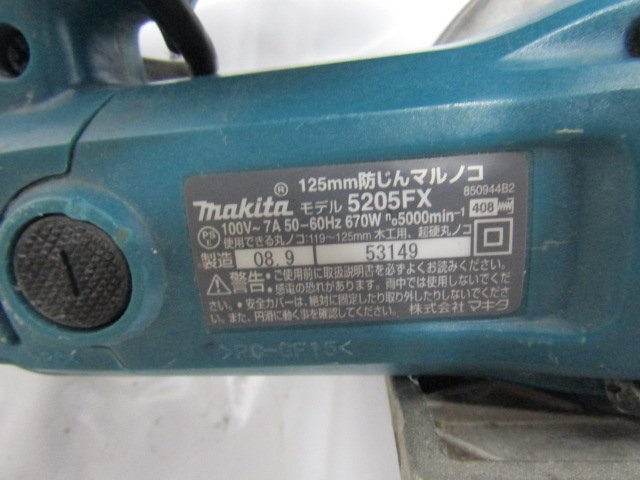 125mm防じんマルノコ
850944B2
® makita モデル 5205FX
100V~ 7A 50-60Hz 670W n₀5000min⁻¹
408
使用できる丸ノコ:119~125mm 木工用、超硬丸ノコ
製造 08.9 53149
⚠警告:・ご使用前に取扱説明書を必ずよくお読みください。
・感電の恐れがあります。雨中では使用しないでくだ
さい。・安全カバーは、絶対に固定したり取り外したりしないでくださ
い。また、円滑に動く事を確認してください。 株式会社 マキタ
>PC-GF15<